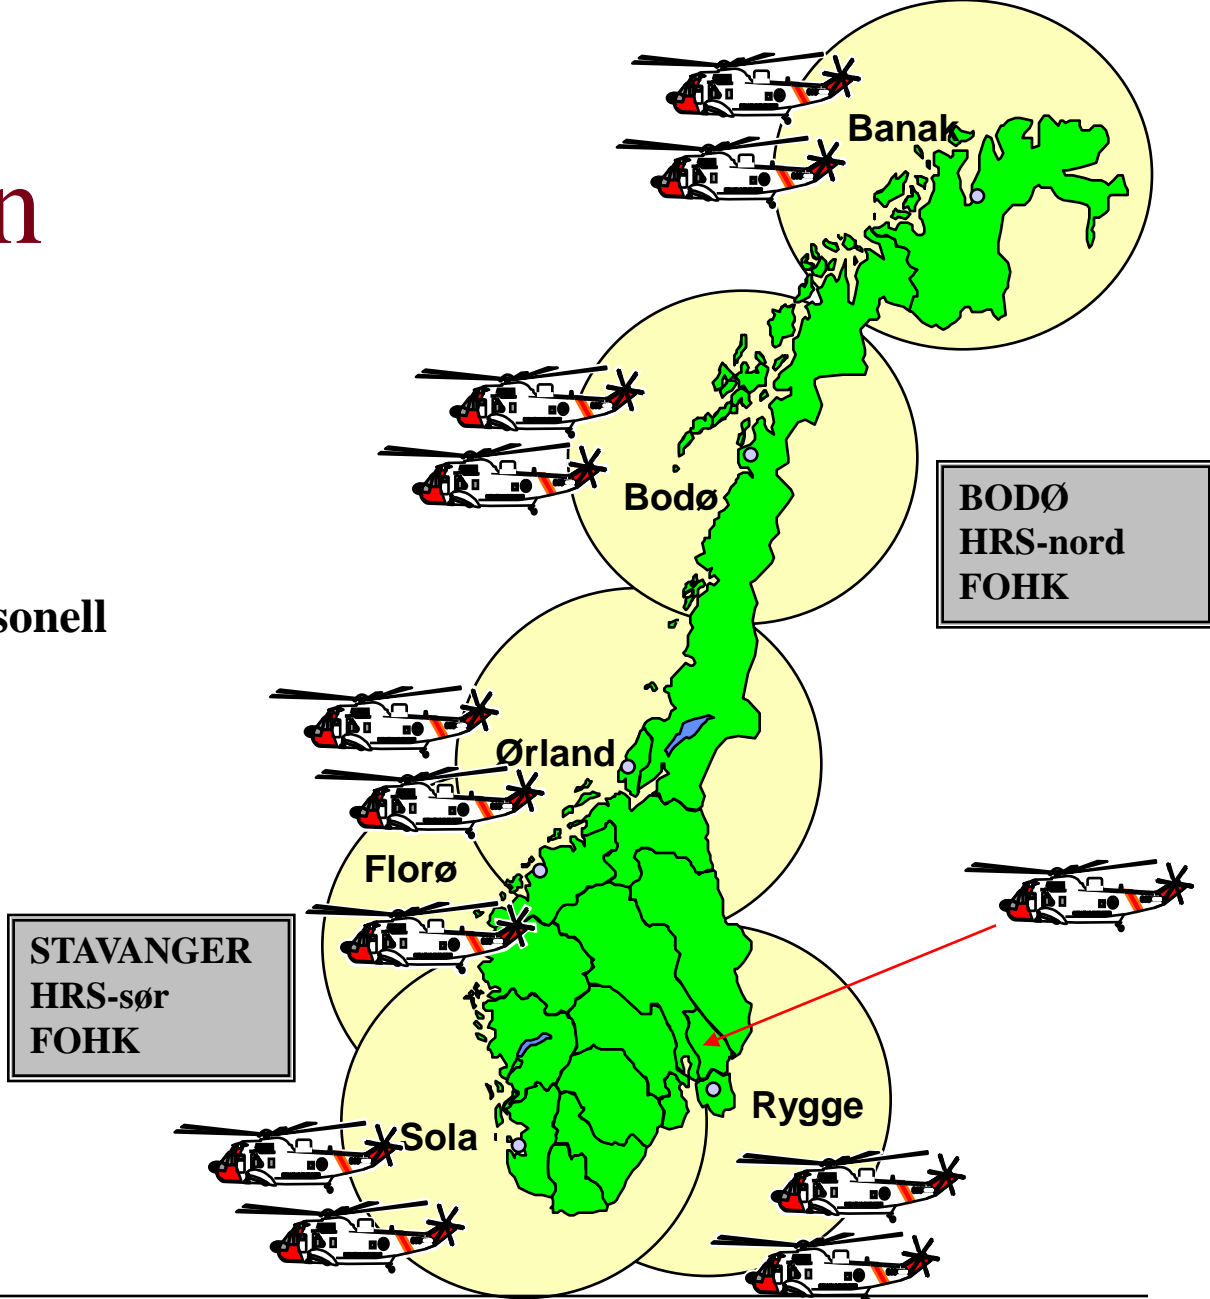 n
Banak
Bodø
BODØ
HRS-nord
FOHK
sonell
Ørland
Florø
STAVANGER
HRS-sør
FOHK
Rygge
Sola